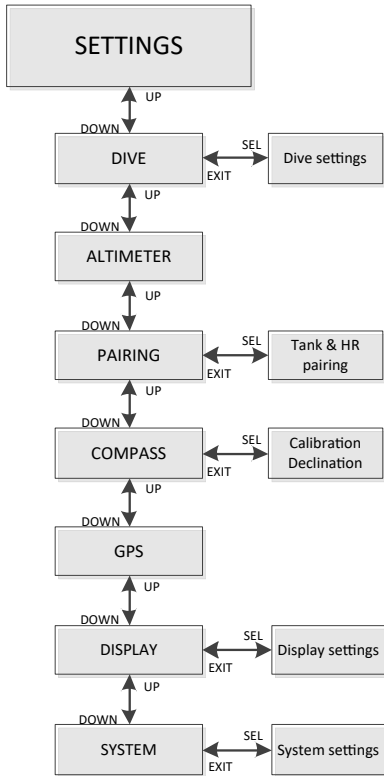 SETTINGS
UP
DOWN
DIVE
SEL
EXIT
Dive settings
UP
DOWN
ALTIMETER
UP
DOWN
PAIRING
SEL
EXIT
Tank & HR
pairing
UP
DOWN
COMPASS
SEL
EXIT
Calibration
Declination
UP
DOWN
GPS
UP
DOWN
DISPLAY
SEL
EXIT
Display settings
UP
DOWN
SYSTEM
SEL
EXIT
System settings